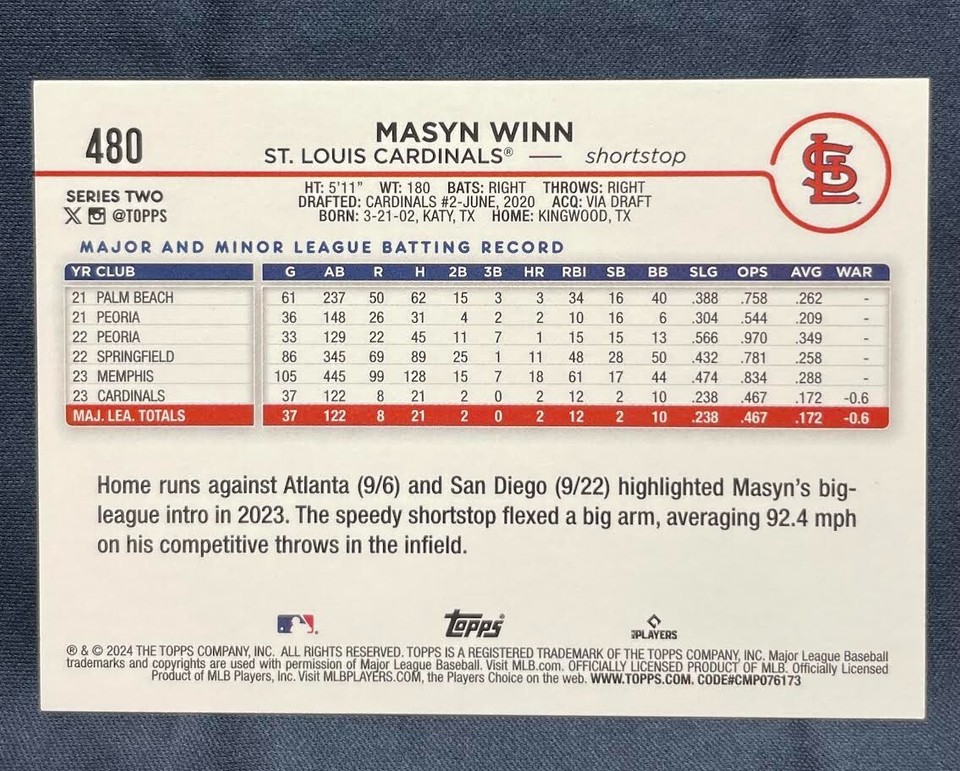 480
MASYN WINN
ST. LOUIS CARDINALS® — shortstop
STL
SERIES TWO
X @TOPPS
HT: 5'11" WT: 180 BATS: RIGHT THROWS: RIGHT
DRAFTED: CARDINALS #2-JUNE, 2020 ACQ: VIA DRAFT
BORN: 3-21-02, KATY, TX HOME: KINGWOOD, TX
MAJOR AND MINOR LEAGUE BATTING RECORD
YR CLUB G AB R H 2B 3B HR RBI SB BB SLG OPS AVG WAR
21 PALM BEACH 61 237 50 62 15 3 3 34 16 40 .388 .758 .262 -
21 PEORIA 36 148 26 31 4 2 2 10 16 6 .304 .544 .209 -
22 PEORIA 33 129 22 45 11 7 1 15 15 13 .566 .970 .349 -
22 SPRINGFIELD 86 345 69 89 25 1 11 48 28 50 .432 .781 .258 -
23 MEMPHIS 105 445 99 128 15 7 18 61 17 44 .474 .834 .288 -
23 CARDINALS 37 122 8 21 2 0 2 12 2 10 .238 .467 .172 -0.6
MAJ. LEA. TOTALS 37 122 8 21 2 0 2 12 2 10 .238 .467 .172 -0.6
Home runs against Atlanta (9/6) and San Diego (9/22) highlighted Masyn's big-
league intro in 2023. The speedy shortstop flexed a big arm, averaging 92.4 mph
on his competitive throws in the infield.
Topps®
PLAYERS
® & © 2024 THE TOPPS COMPANY, INC. ALL RIGHTS RESERVED. TOPPS IS A REGISTERED TRADEMARK OF THE TOPPS COMPANY, INC. Major League Baseball
trademarks and copyrights are used with permission of Major League Baseball. Visit MLB.com. OFFICIALLY LICENSED PRODUCT OF MLB. Officially Licensed
Product of MLB Players, Inc. Visit MLBPLAYERS.COM, the Players Choice on the web. WWW.TOPPS.COM. CODE#CMP076173